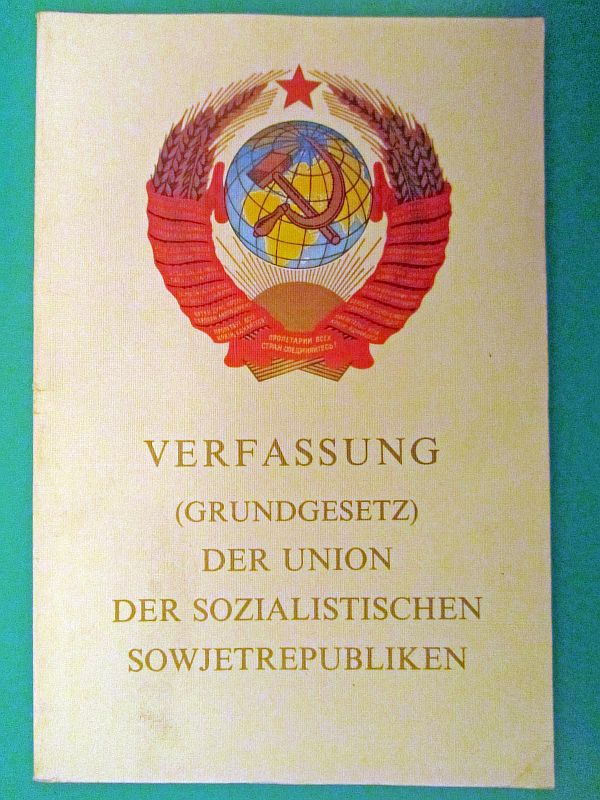 ПРОЛЕТАРИИ ВСЕХ
СТРАН, СОЕДИНЯЙТЕСЬ!
VERFASSUNG
(GRUNDGESETZ)
DER UNION
DER SOZIALISTISCHEN
SOWJETREPUBLIKEN